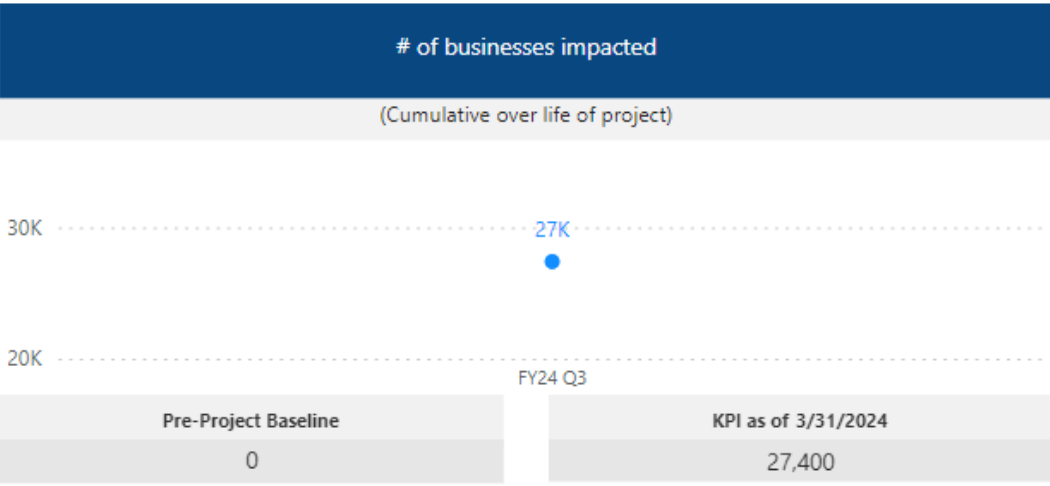 # of businesses impacted
(Cumulative over life of project)
30K
27K
20K
FY24 Q3
Pre-Project Baseline
KPI as of 3/31/2024
0
27,400